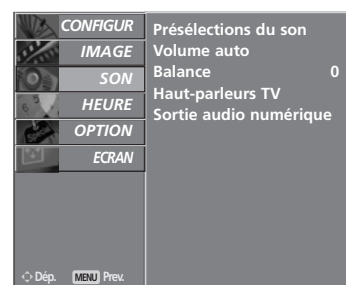 CONFIGUR
IMAGE
SON
HEURE
OPTION
ECRAN
Présélections du son
Volume auto
Balance 0
Haut-parleurs TV
Sortie audio numérique
Dép. MENU Prev.